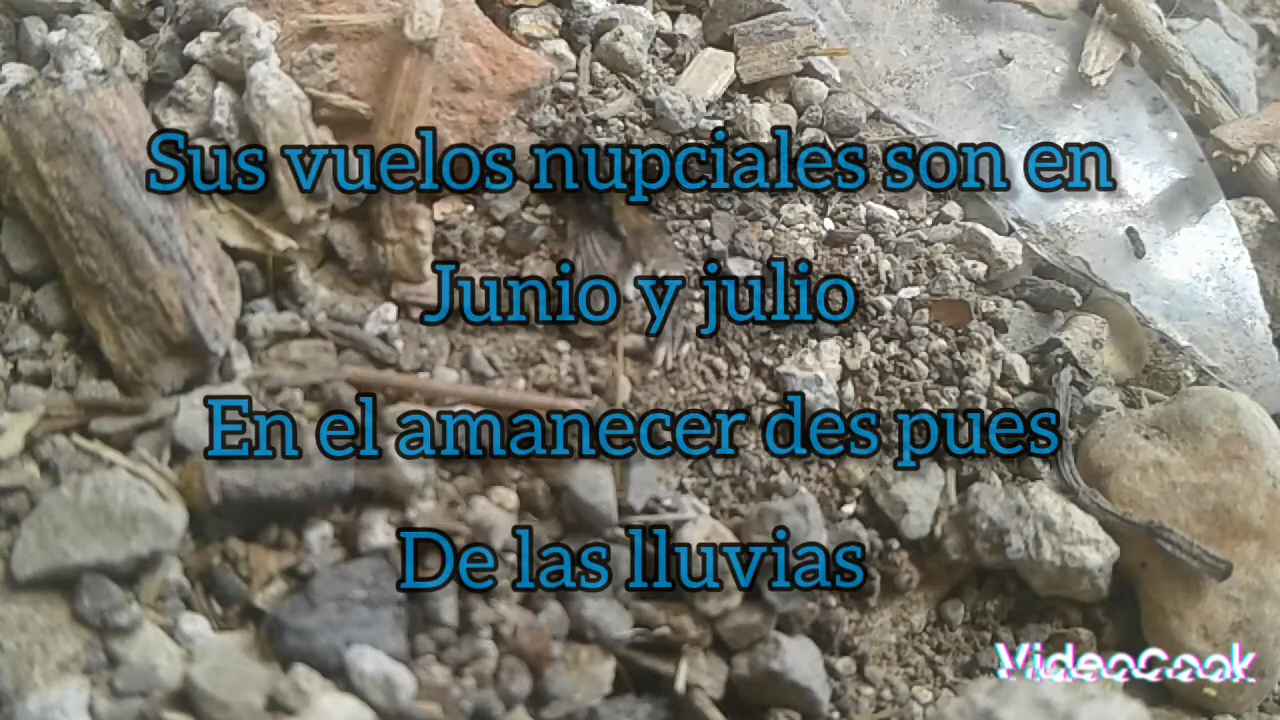 Sus vuelos nupciales son en
Junio y julio
En el amanecer des pues
De las lluvias
VideoCook